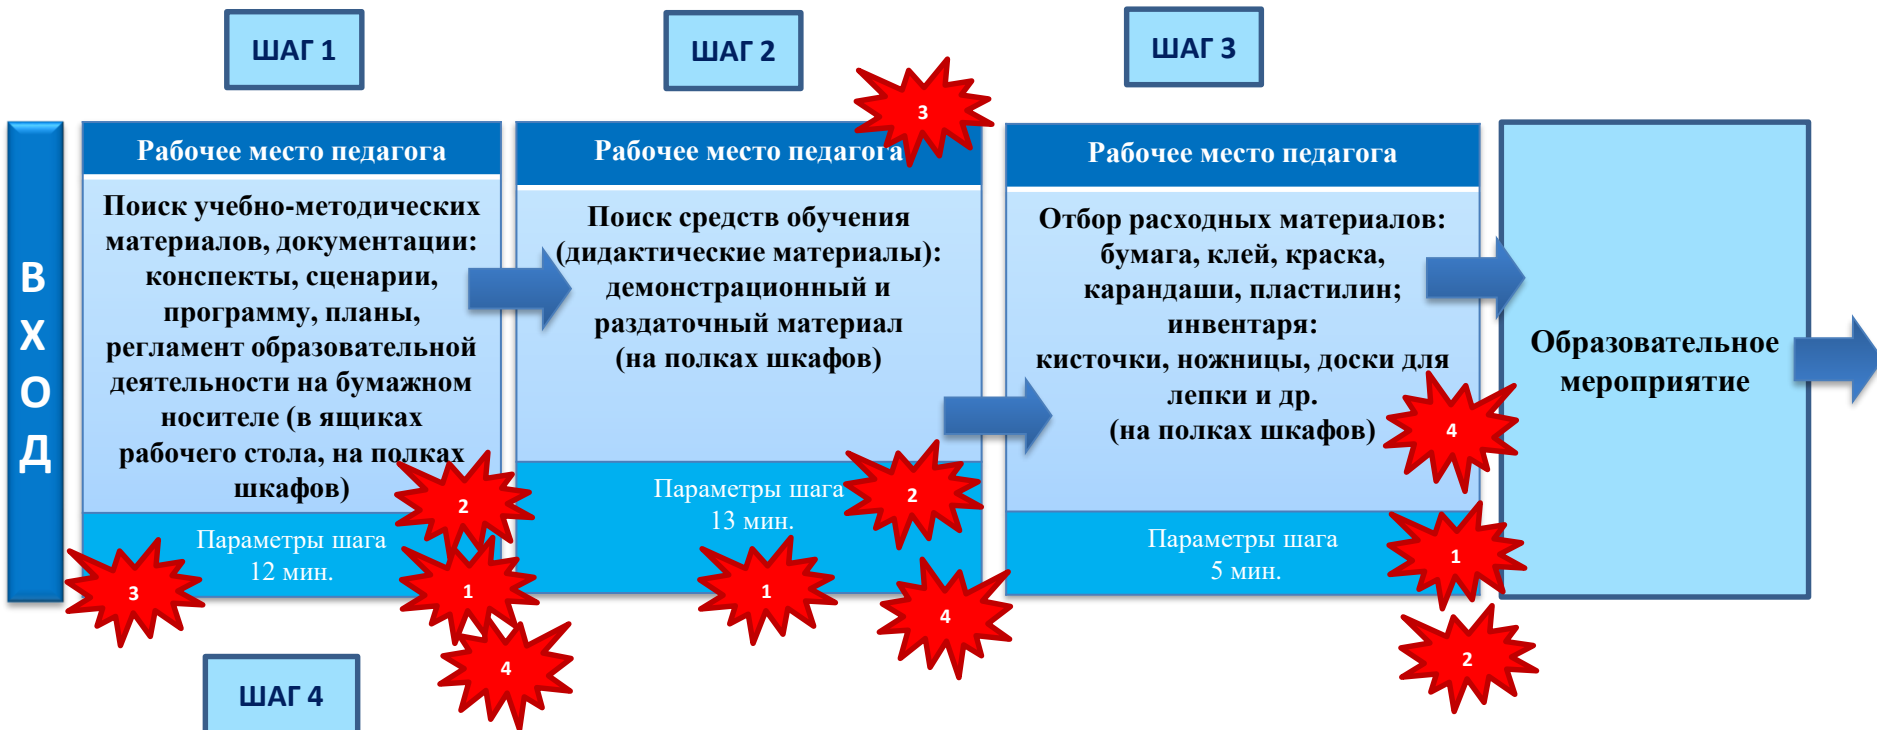 ШАГ 1
ШАГ 2
ШАГ 3
ВХОД
Рабочее место педагога
Поиск учебно-методических
материалов, документации:
конспекты, сценарии,
программу, планы,
регламент образовательной
деятельности на бумажном
носителе (в ящиках
рабочего стола, на полках
шкафов)
Параметры шага
12 мин.
2
3
1
4
Рабочее место педагога
3
Поиск средств обучения
(дидактические материалы):
демонстрационный и
раздаточный материал
(на полках шкафов)
Параметры шага
13 мин.
2
1
4
Рабочее место педагога
Отбор расходных материалов:
бумага, клей, краска,
карандаши, пластилин;
инвентаря:
кисточки, ножницы, доски для
лепки и др.
(на полках шкафов)
4
Параметры шага
5 мин.
1
2
Образовательное
мероприятие
ШАГ 4